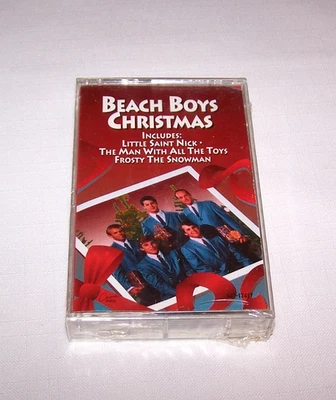 BEACH BOYS
CHRISTMAS
INCLUDES:
LITTLE SAINT NICK •
THE MAN WITH ALL THE TOYS
FROSTY THE SNOWMAN